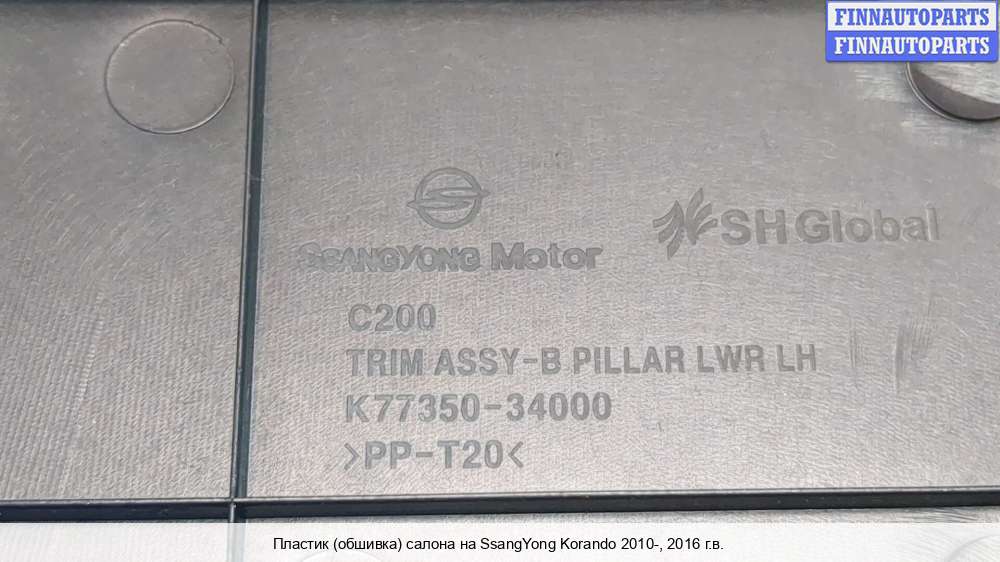 FINNAUTOPARTS
FINNAUTOPARTS
SSANGYONG Motor
SH Global
C200
TRIM ASSY-B PILLAR LWR LH
K77350-34000
>PP-T20<
Пластик (обшивка) салона на SsangYong Korando 2010-, 2016 г.в.